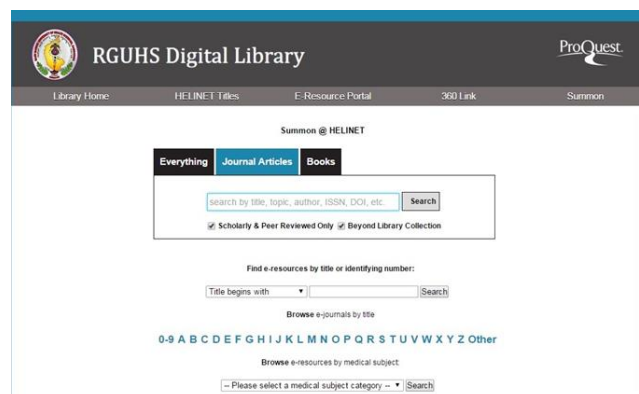 RGUHS Digital Library
ProQuest.
Library Home HELINET Titles E-Resource Portal 360 Link Summon
Summon @ HELINET
Everything Journal Articles Books
search by title, topic, author, ISSN, DOI, etc. Search
Scholarly & Peer Reviewed Only Beyond Library Collection
Find e-resources by title or identifying number:
Title begins with Search
Browse e-journals by title
0-9 A B C D E F G H I J K L M N O P Q R S T U V W X Y Z Other
Browse e-resources by medical subject
-- Please select a medical subject category -- Search